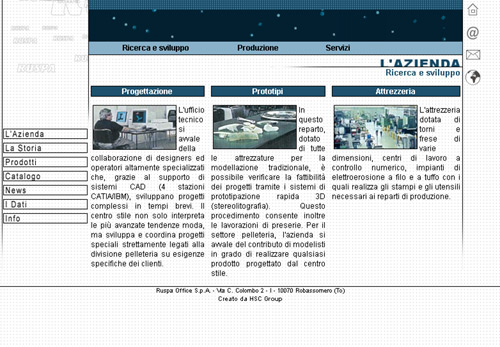 Ricerca e sviluppo Produzione Servizi
RUSPA
L'AZIENDA
Ricerca e sviluppo
L'Azienda
La Storia
Prodotti
Catalogo
News
I Dati
Info
Progettazione
L'ufficio
tecnico
si
avvale
della
collaborazione di designers ed
operatori altamente specializzati
che, grazie al supporto di
sistemi CAD (4 stazioni
CATIA/IBM), sviluppano progetti
complessi in tempi brevi. Il
centro stile non solo interpreta
le più avanzate tendenze moda,
ma sviluppa e coordina progetti
speciali strettamente legati alla
divisione pelleteria su esigenze
specifiche dei clienti.
Prototipi
In
questo
reparto,
dotato
di tutte
le attrezzature per la
modellazione tradizionale, è
possibile verificare la fattibilità
dei progetti tramite i sistemi di
prototipazione rapida 3D
(stereolitografia). Questo
procedimento consente inoltre
le lavorazioni di preserie. Per il
settore pelleteria, l'azienda si
avvale del contributo di modelisti
in grado di realizzare qualsiasi
prodotto progettado dal centro
stile.
Attrezzeria
L'attrezzeria
dotata di
torni e
frese di
varie
dimensioni, centri di lavoro a
controllo numerico, impianti di
elettroerosione a filo e a tuffo con i
quali realizza gli stampi e gli utensili
necessari ai reparti di produzione.
Ruspa Office S.p.A. - Via C. Colombo 2 - I - 10070 Robassomero (To)
Creato da HSC Group